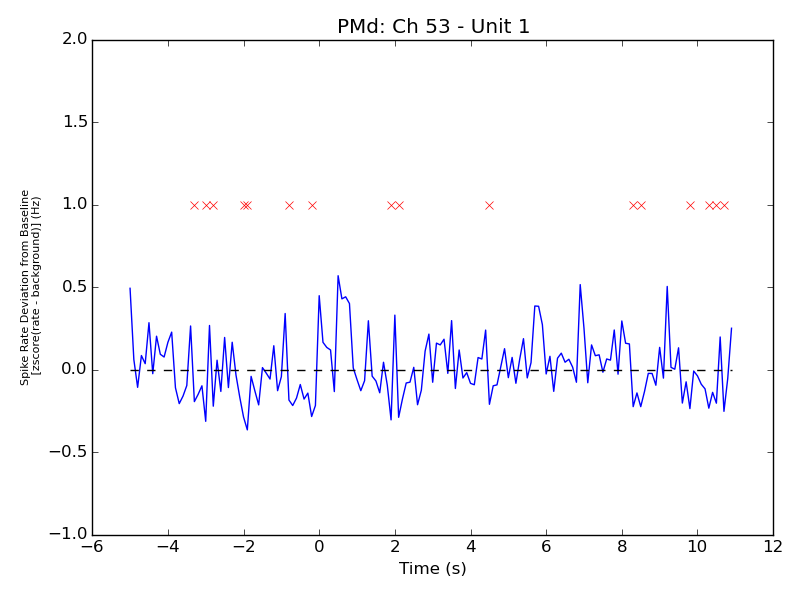 PMd: Ch 53 - Unit 1
2.0
1.5
1.0
0.5
0.0
−0.5
−1.0
Spike Rate Deviation from Baseline
[zscore(rate - background)] (Hz)
−6 −4 −2 0 2 4 6 8 10 12
Time (s)